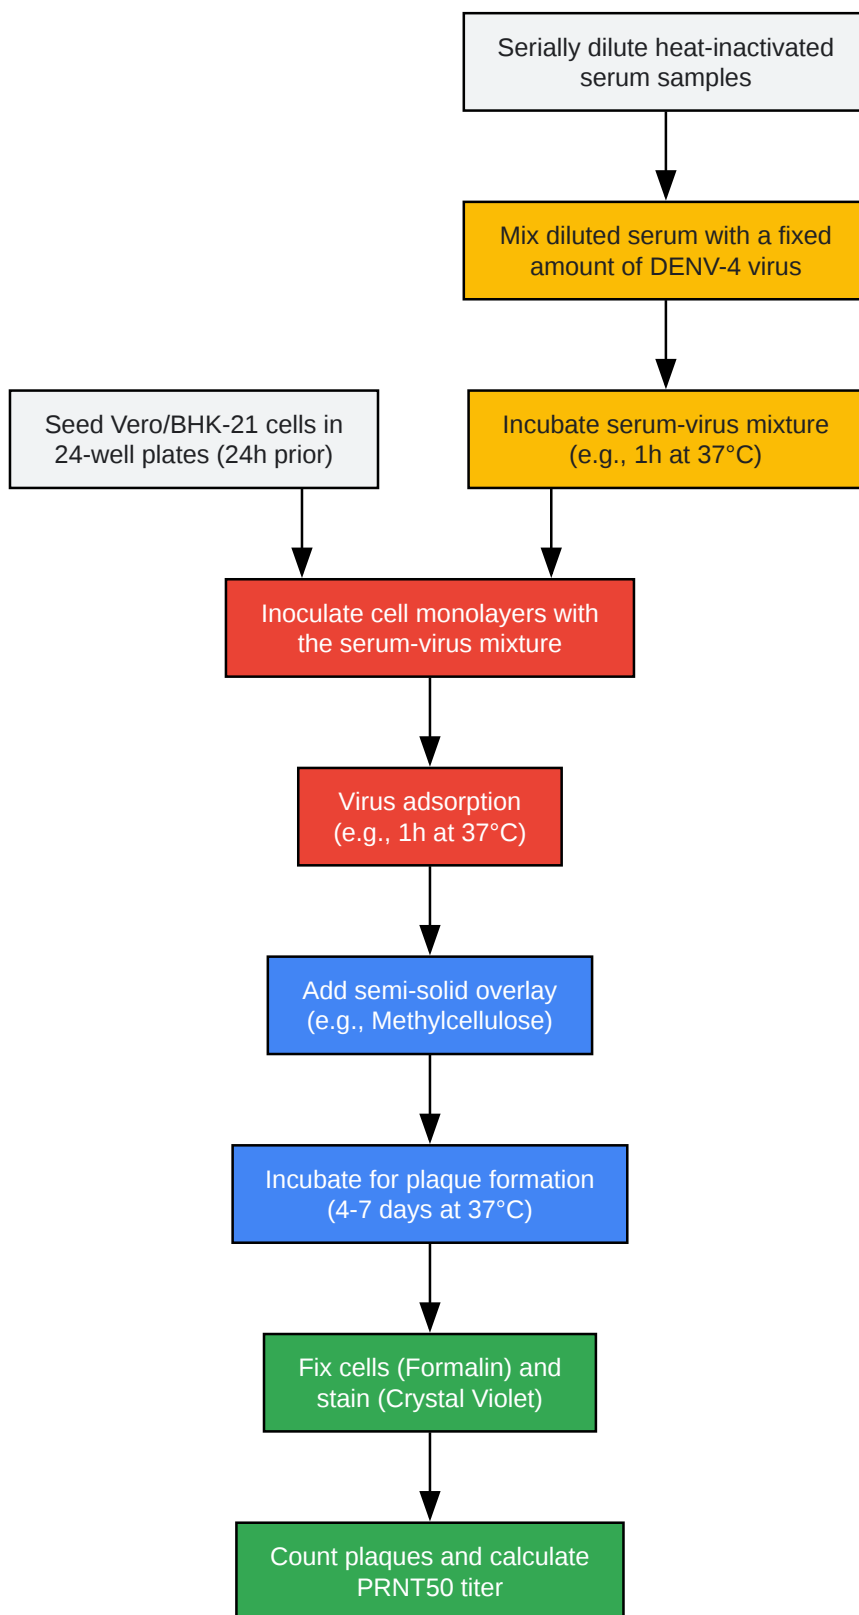 Serially dilute heat-inactivated
serum samples
Mix diluted serum with a fixed
amount of DENV-4 virus
Seed Vero/BHK-21 cells in
24-well plates (24h prior)
Incubate serum-virus mixture
(e.g., 1h at 37°C)
Inoculate cell monolayers with
the serum-virus mixture
Virus adsorption
(e.g., 1h at 37°C)
Add semi-solid overlay
(e.g., Methylcellulose)
Incubate for plaque formation
(4-7 days at 37°C)
Fix cells (Formalin) and
stain (Crystal Violet)
Count plaques and calculate
PRNT50 titer